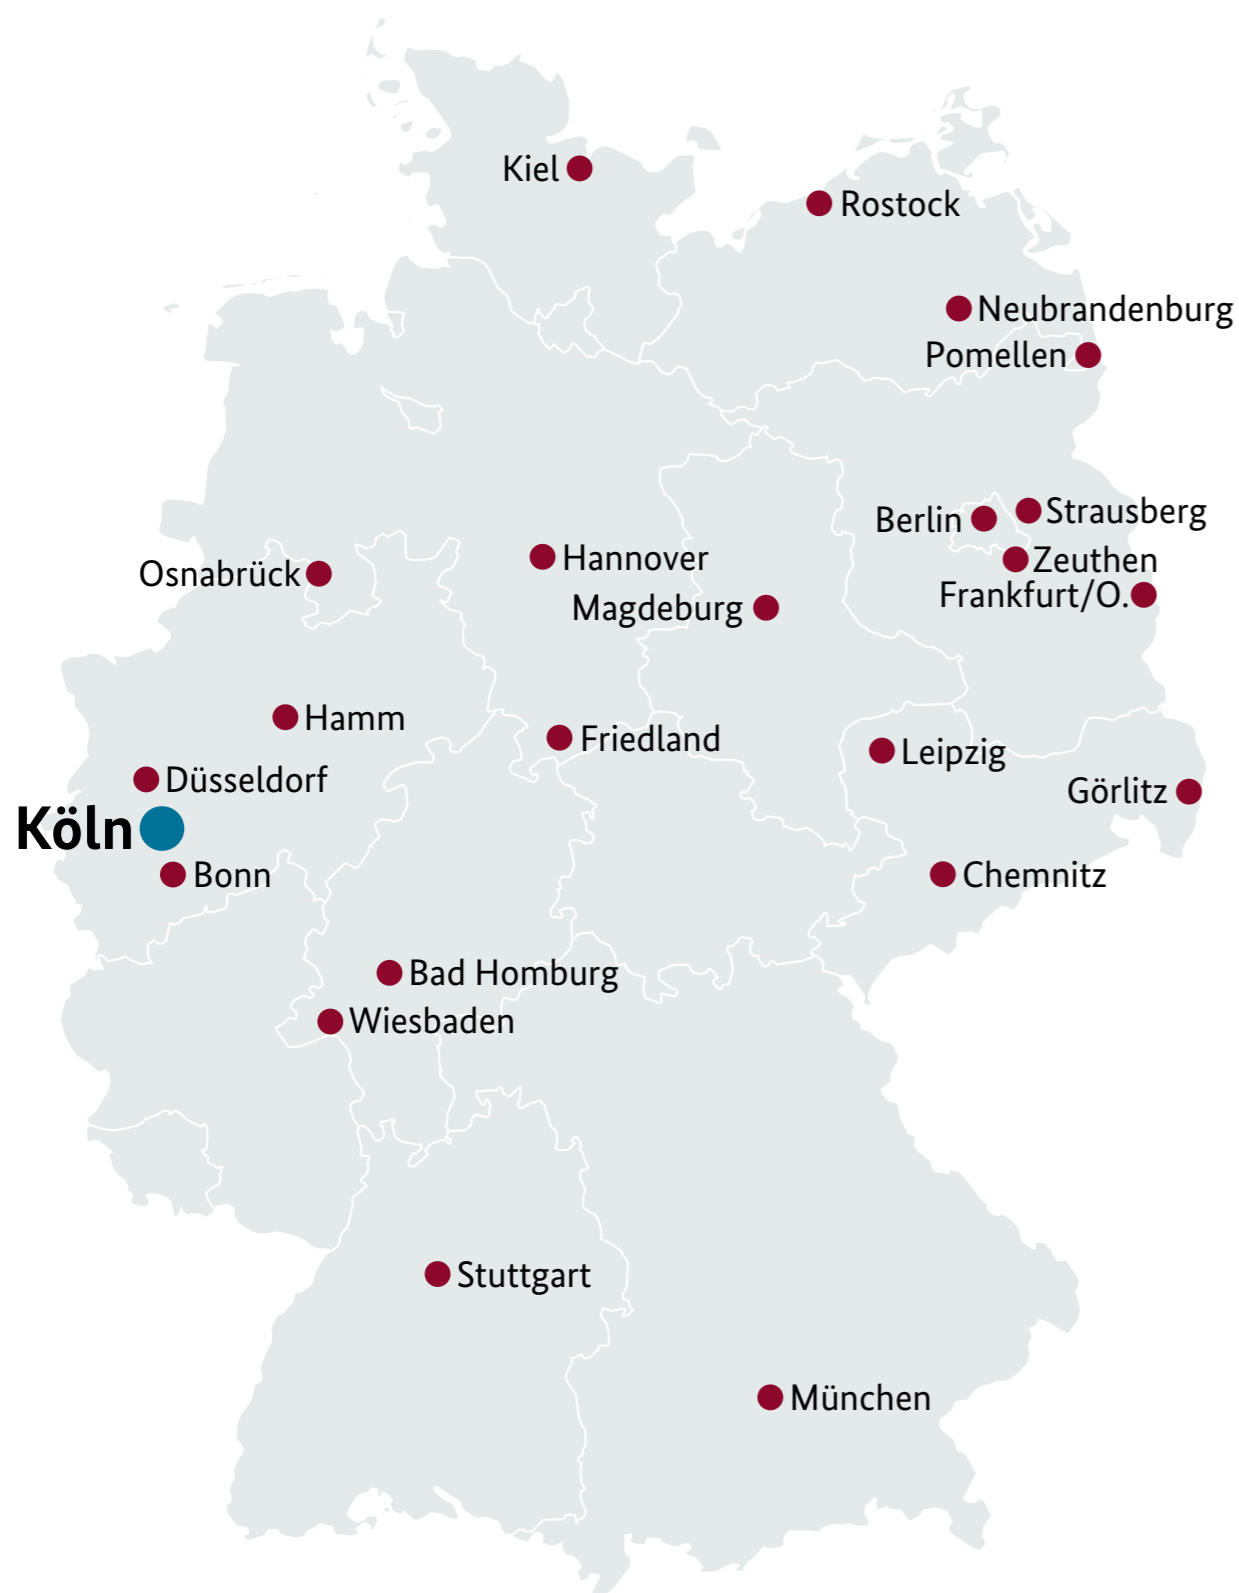 Kiel
Rostock
Neubrandenburg
Pomellen
Berlin
Strausberg
Zeuthen
Frankfurt/O.
Osnabrück
Hannover
Magdeburg
Hamm
Friedland
Leipzig
Düsseldorf
Görlitz
Köln
Bonn
Chemnitz
Bad Homburg
Wiesbaden
Stuttgart
München